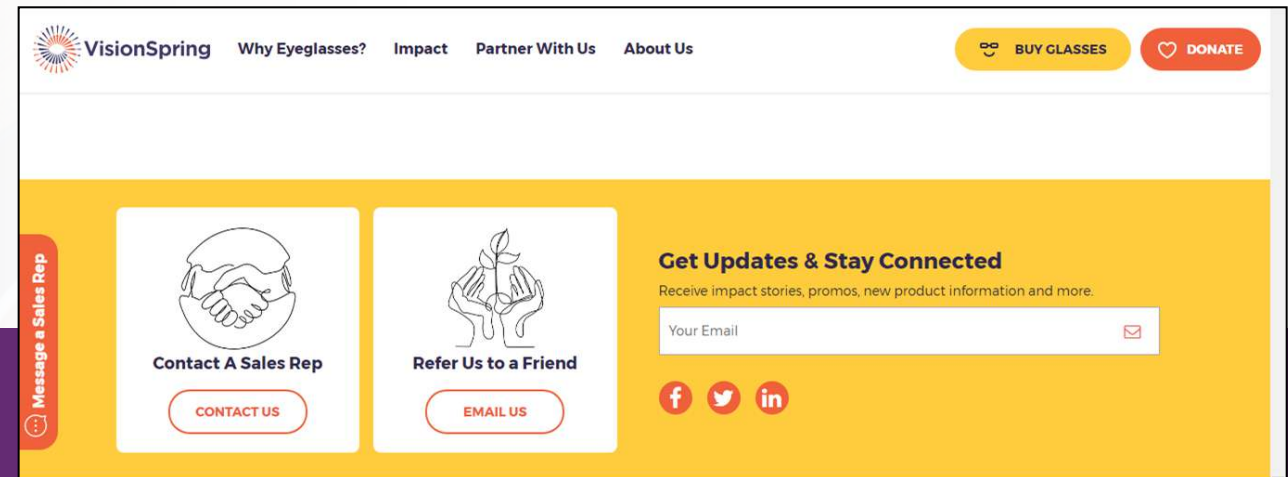 VisionSpring Why Eyeglasses? Impact Partner With Us About Us BUY GLASSES DONATE
Message a Sales Rep
Contact A Sales Rep
CONTACT US
Refer Us to a Friend
EMAIL US
Get Updates & Stay Connected
Receive impact stories, promos, new product information and more.
Your Email